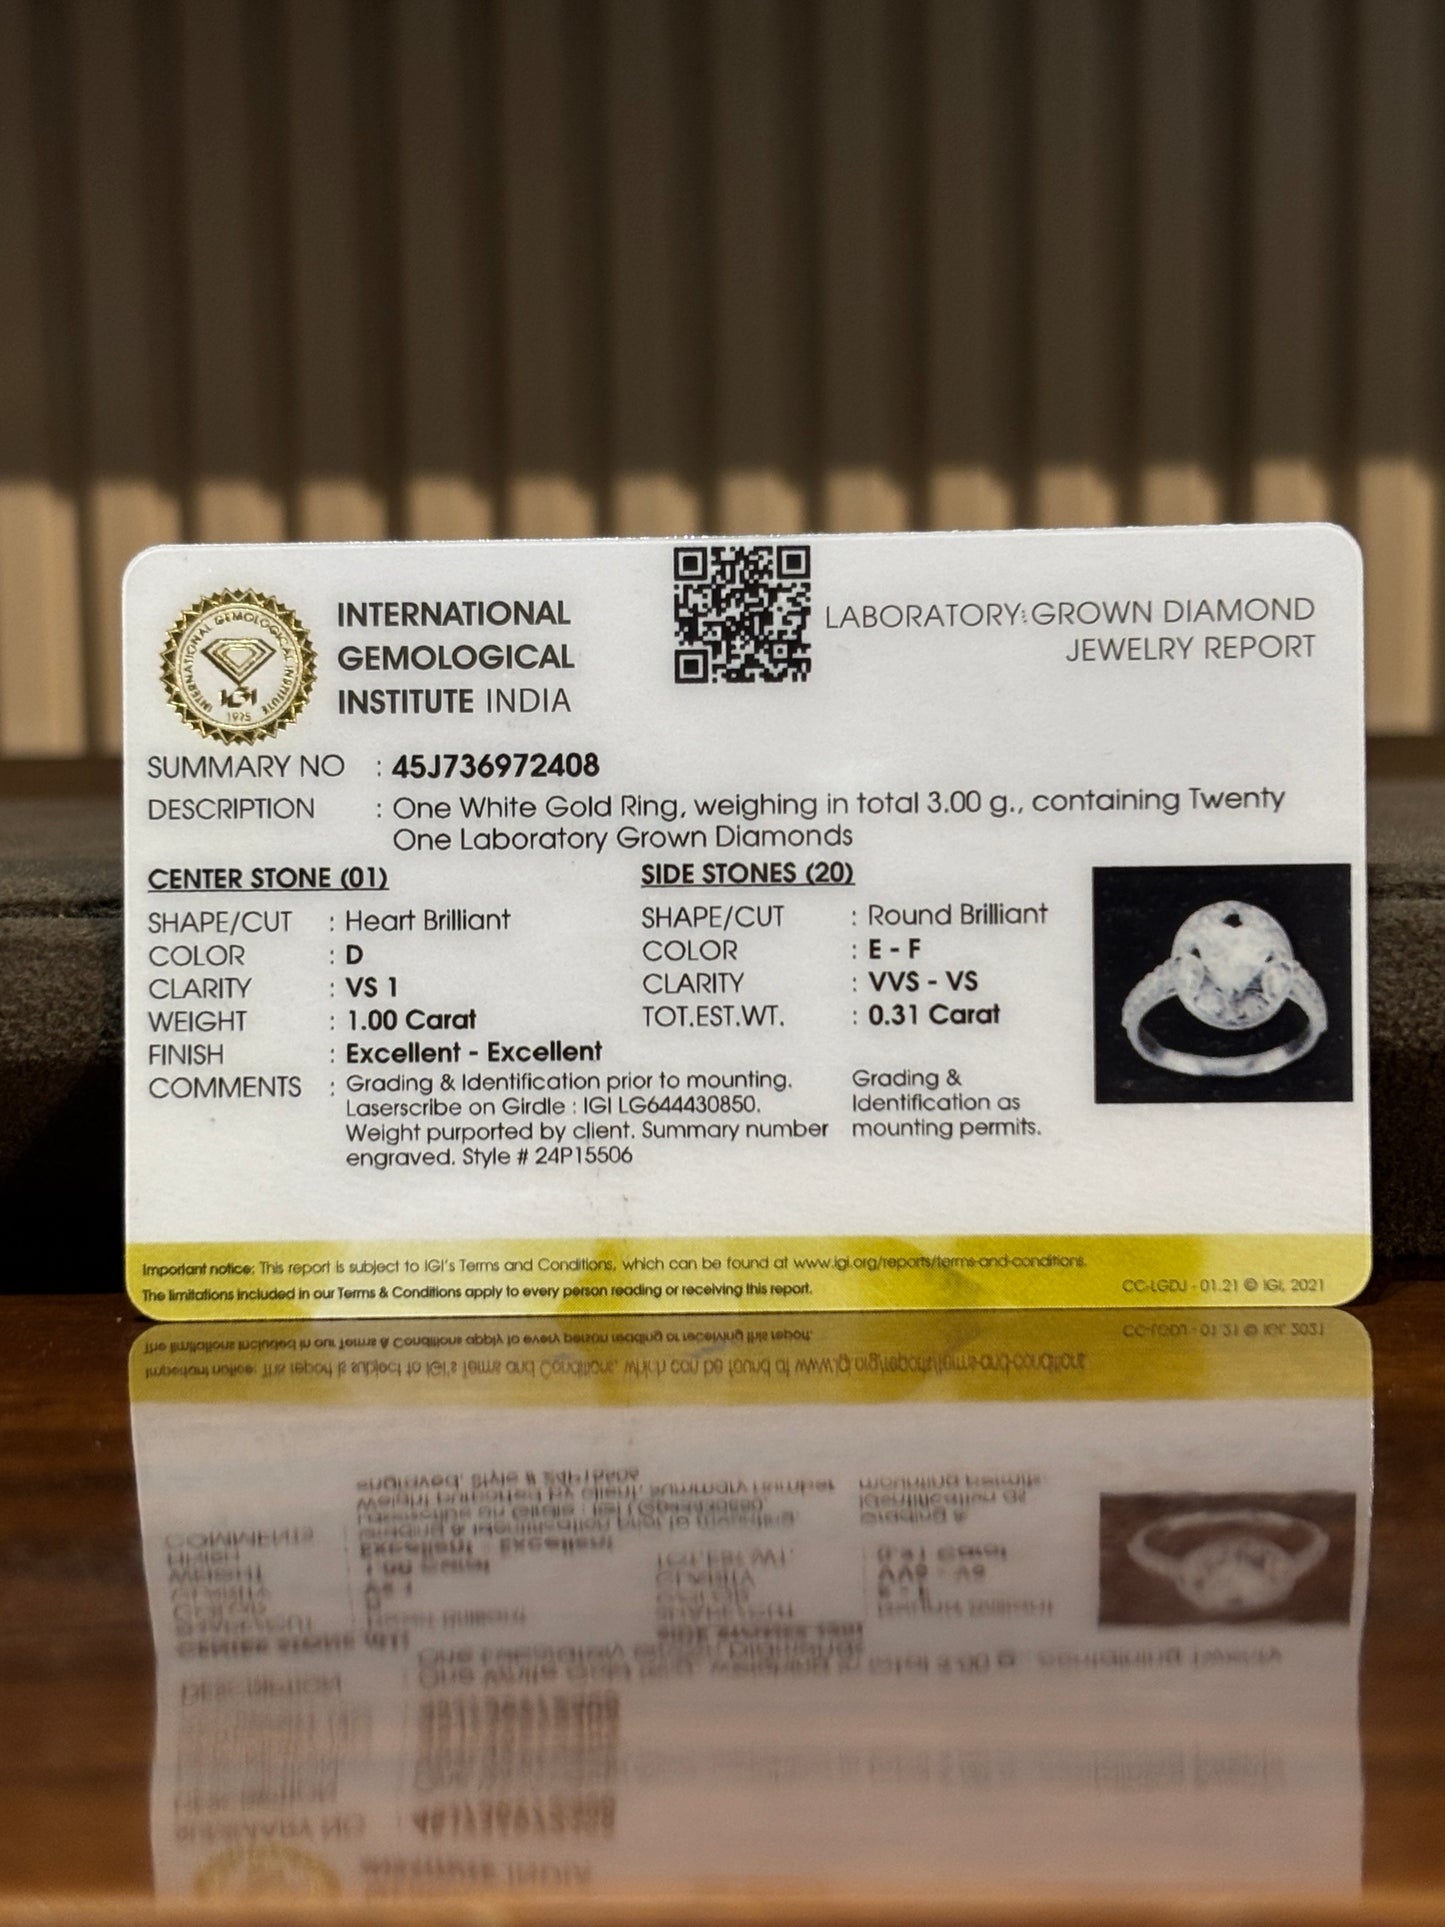 INTERNATIONAL GEMOLOGICAL INSTITUTE
IGI
1975
INTERNATIONAL
GEMOLOGICAL
INSTITUTE INDIA
LABORATORY-GROWN DIAMOND
JEWELRY REPORT
SUMMARY NO : 45J736972408
DESCRIPTION : One White Gold Ring, weighing in total 3.00 g., containing Twenty
One Laboratory Grown Diamonds
CENTER STONE (01)
SHAPE/CUT : Heart Brilliant
COLOR : D
CLARITY : VS 1
WEIGHT : 1.00 Carat
FINISH : Excellent - Excellent
COMMENTS : Grading & Identification prior to mounting.
Laserscribe on Girdle : IGI LG644430850.
Weight purported by client. Summary number
engraved. Style # 24P15506
SIDE STONES (20)
SHAPE/CUT : Round Brilliant
COLOR : E - F
CLARITY : VVS - VS
TOT.EST.WT. : 0.31 Carat
Grading &
Identification as
mounting permits.
Important notice: This report is subject to IGI's Terms and Conditions, which can be found at www.igi.org/reports/terms-and-conditions.
The limitations included in our Terms & Conditions apply to every person reading or receiving this report.
CC-LGDJ - 01.21 © IGI, 2021